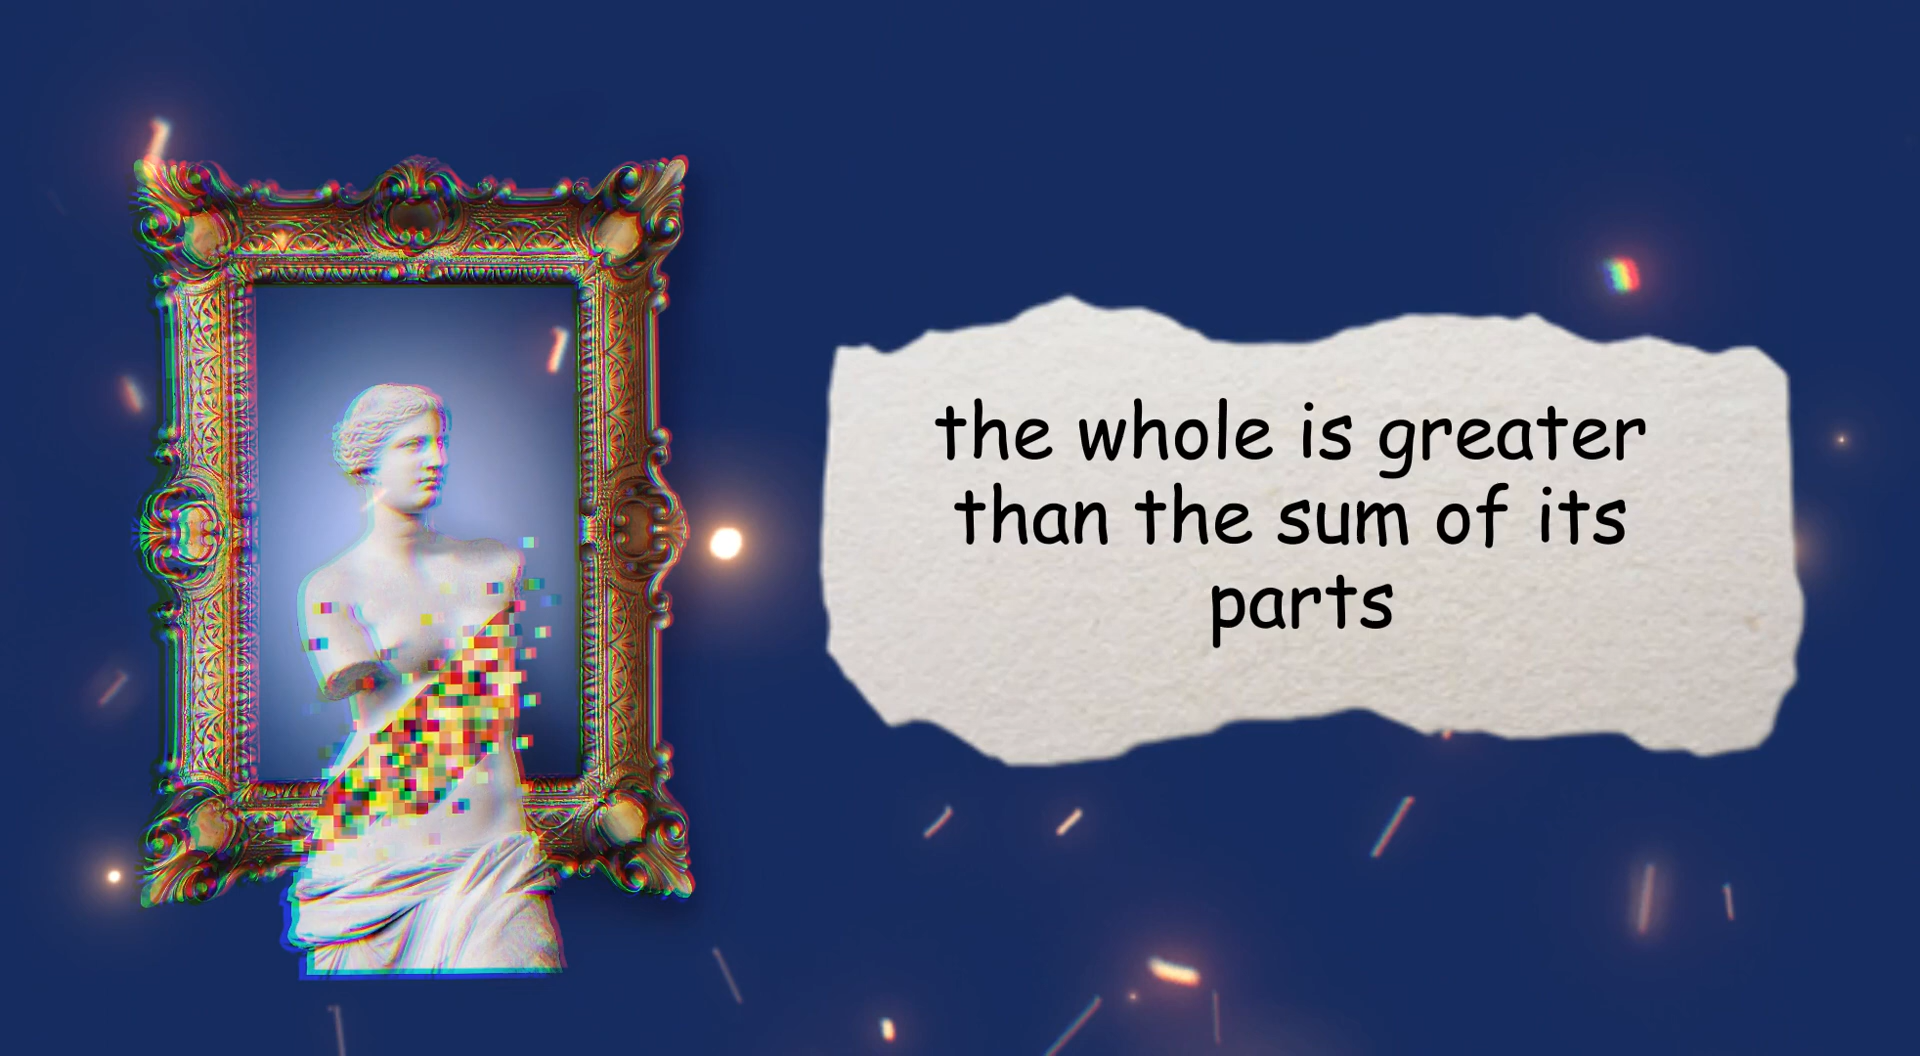 the whole is greater
than the sum of its
parts